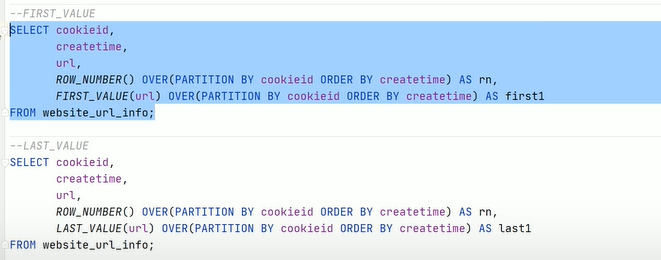 --FIRST_VALUE
SELECT cookieid,
createtime,
url,
ROW_NUMBER() OVER(PARTITION BY cookieid ORDER BY createtime) AS rn,
FIRST_VALUE(url) OVER(PARTITION BY cookieid ORDER BY createtime) AS first1
FROM website_url_info;
--LAST_VALUE
SELECT cookieid,
createtime,
url,
ROW_NUMBER() OVER(PARTITION BY cookieid ORDER BY createtime) AS rn,
LAST_VALUE(url) OVER(PARTITION BY cookieid ORDER BY createtime) AS last1
FROM website_url_info;